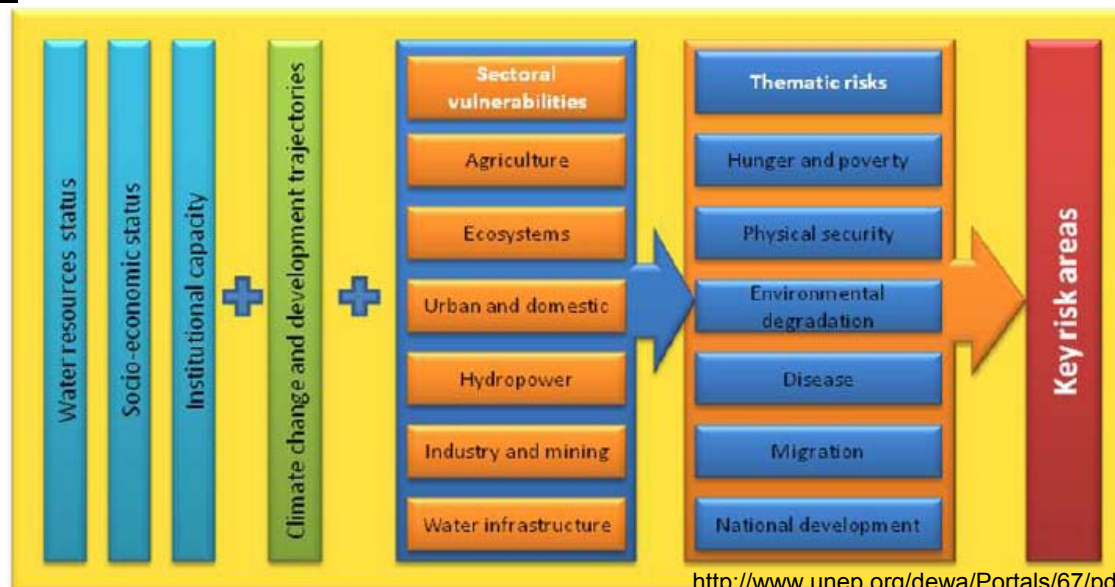 Water resources status
Socio-economic status
Institutional capacity
Climate change and development trajectories
Sectoral
vulnerabilities
Agriculture
Ecosystems
Urban and domestic
Hydropower
Industry and mining
Water infrastructure
Thematic risks
Hunger and poverty
Physical security
Environmental
degradation
Disease
Migration
National development
Key risk areas
http://www.unep.org/dewa/Portals/67/pd